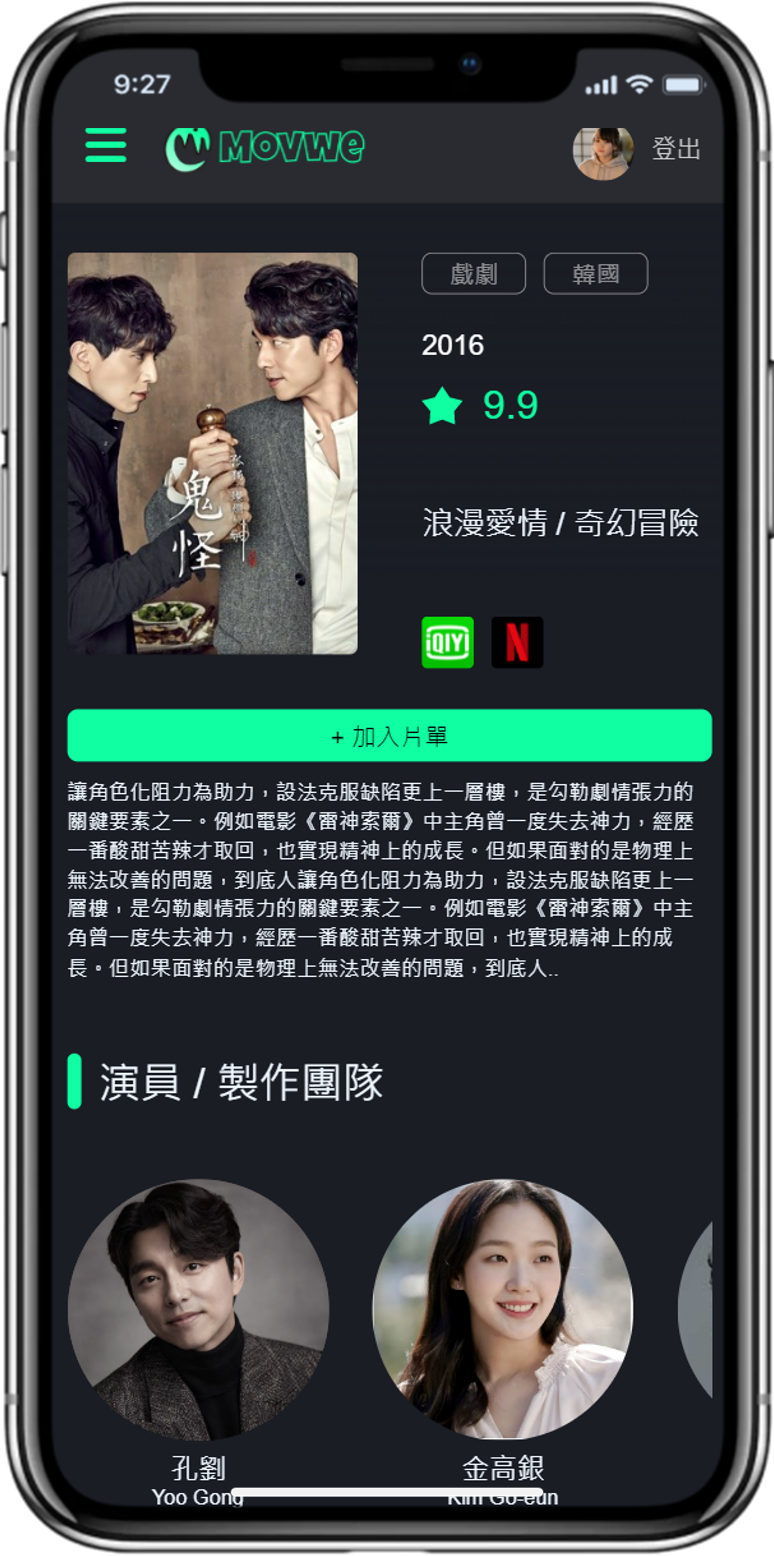 9:27
MOVWE
登出
戲劇
韓國
2016
9.9
鬼怪
浪漫愛情 / 奇幻冒險
iQIY
N
+ 加入片單
讓角色化阻力為助力，設法克服缺陷更上一層樓，是勾勒劇情張力的
關鍵要素之一。例如電影《雷神索爾》中主角曾一度失去神力，經歷
一番酸甜苦辣才取回，也實現精神上的成長。但如果面對的是物理上
無法改善的問題，到底人讓角色化阻力為助力，設法克服缺陷更上一
層樓，是勾勒劇情張力的關鍵要素之一。例如電影《雷神索爾》中主
角曾一度失去神力，經歷一番酸甜苦辣才取回，也實現精神上的成
長。但如果面對的是物理上無法改善的問題，到底人..
演員 / 製作團隊
孔劉
金高銀
Yoo Gong
Kim Go-eun